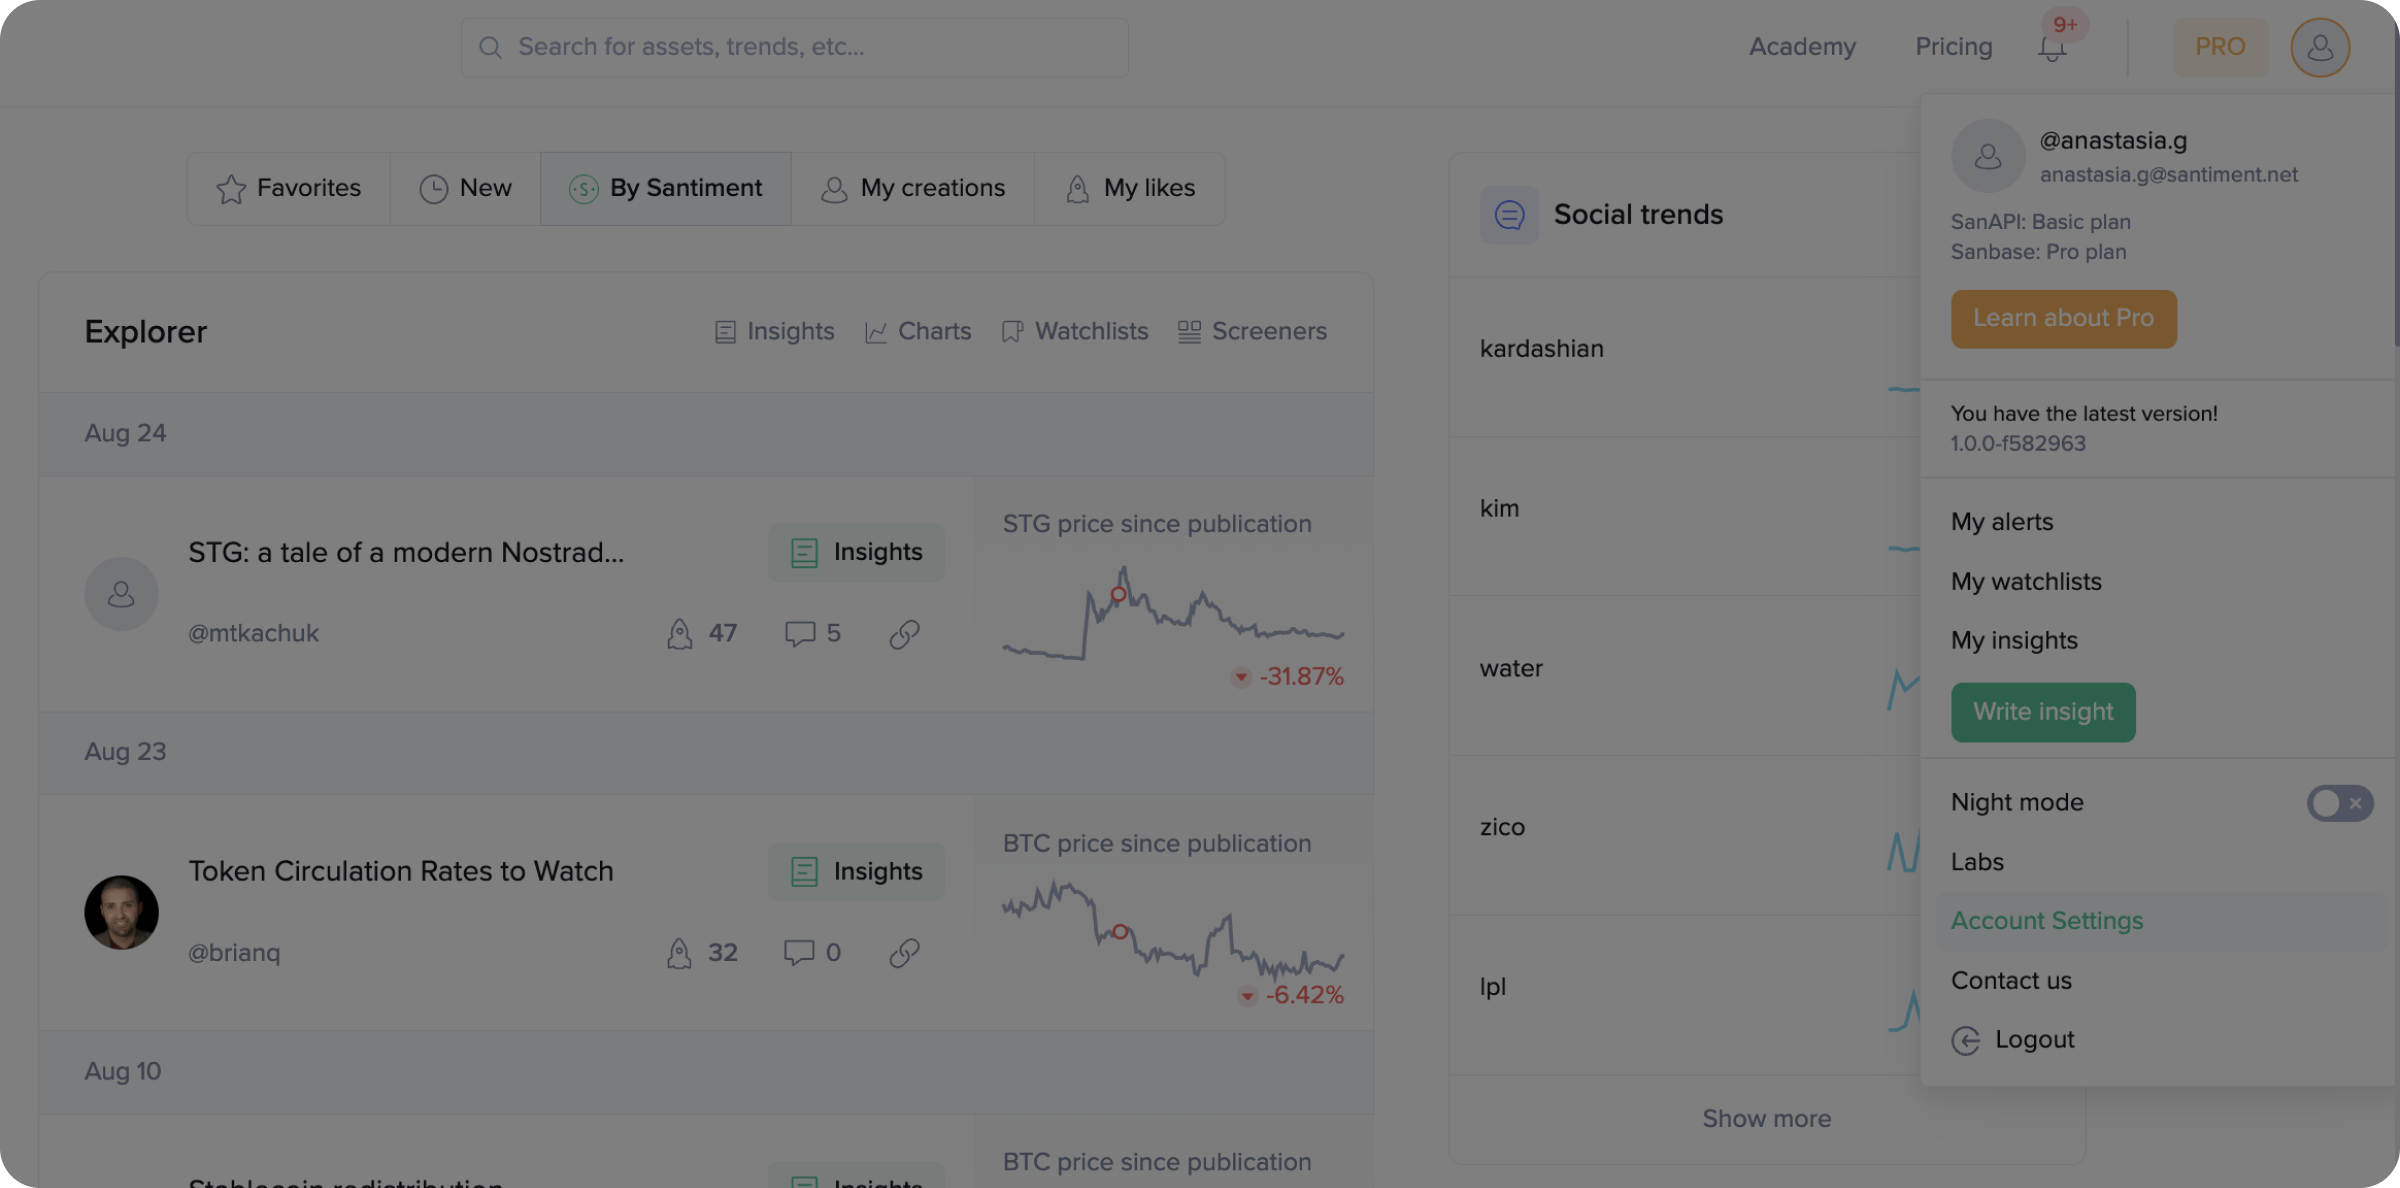 Search for assets, trends, etc...
Academy
Pricing
9+
PRO
Favorites
New
By Santiment
My creations
My likes
Explorer
Insights
Charts
Watchlists
Screeners
Aug 24
STG: a tale of a modern Nostrad...
Insights
@mtkachuk
47
5
STG price since publication
-31.87%
Aug 23
Token Circulation Rates to Watch
Insights
@brianq
32
0
BTC price since publication
-6.42%
Aug 10
Stablecoin redistribution
Insights
BTC price since publication
Social trends
kardashian
kim
water
zico
lpl
Show more
@anastasia.g
anastasia.g@santiment.net
SanAPI: Basic plan
Sanbase: Pro plan
Learn about Pro
You have the latest version!
1.0.0-f582963
My alerts
My watchlists
My insights
Write insight
Night mode
Labs
Account Settings
Contact us
Logout